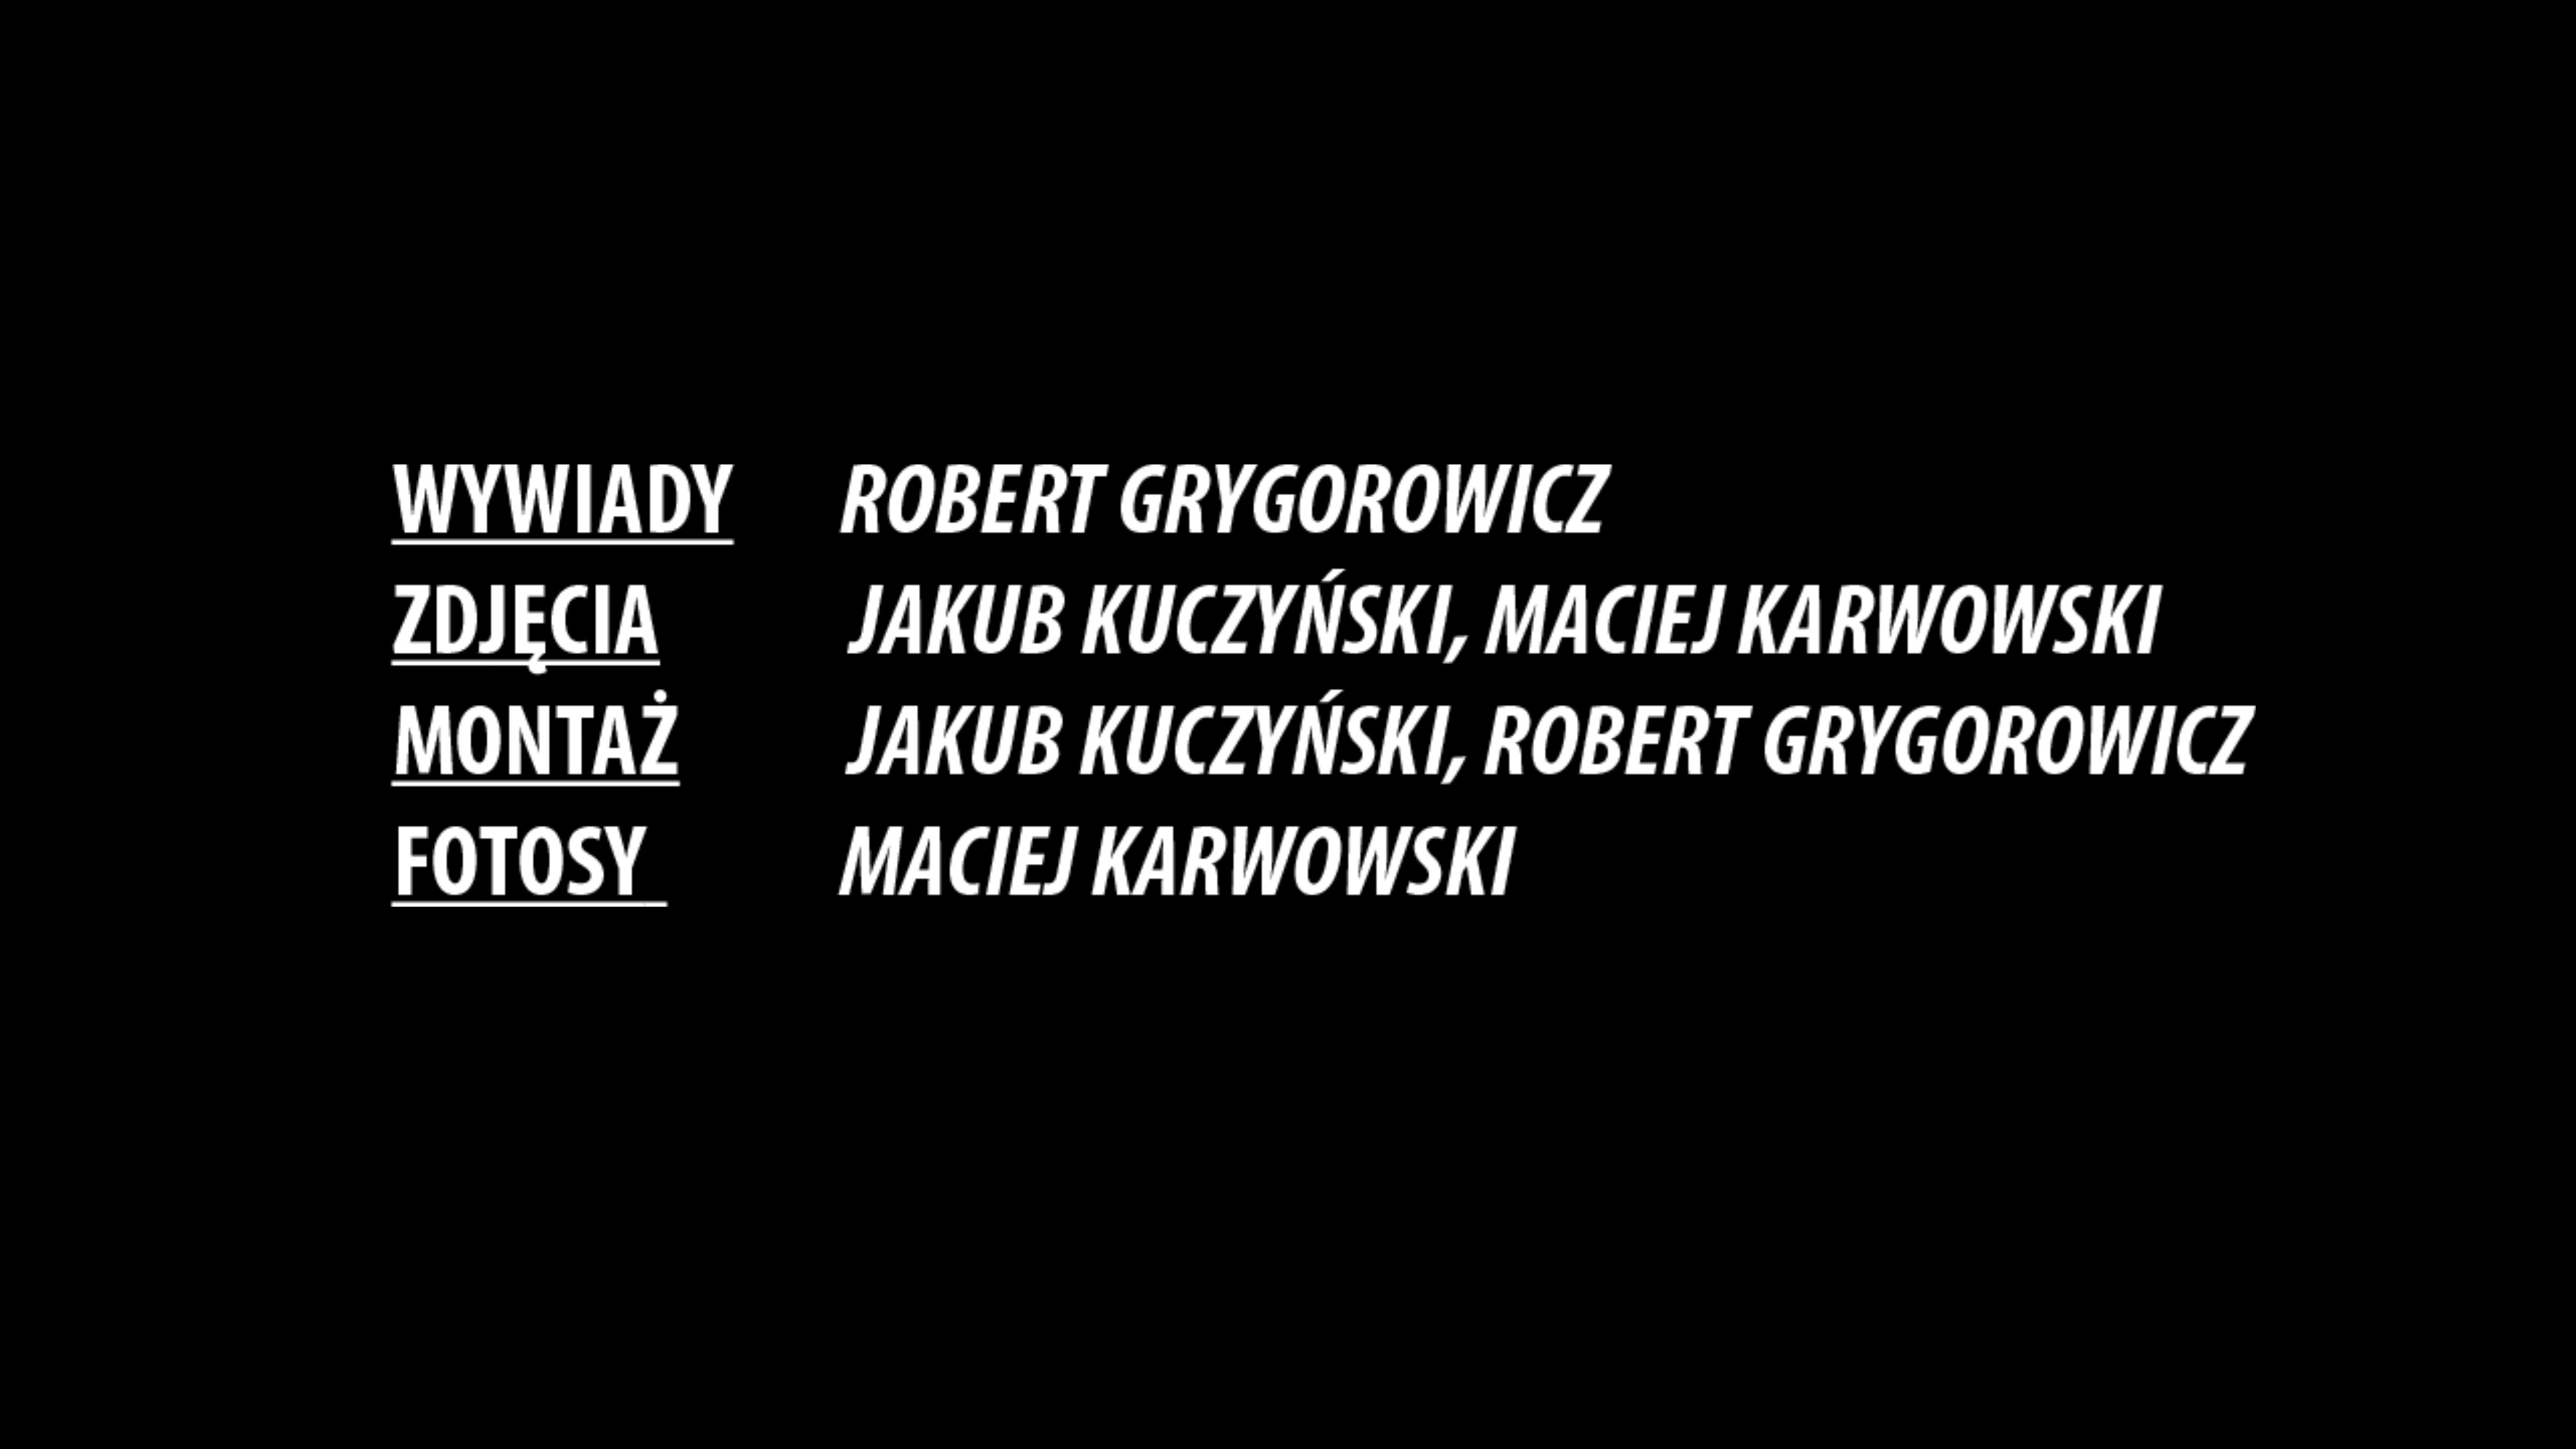 WYWIADY ROBERT GRYGOROWICZ
ZDJĘCIA JAKUB KUCZYŃSKI, MACIEJ KARWOWSKI
MONTAŻ JAKUB KUCZYŃSKI, ROBERT GRYGOROWICZ
FOTOSY MACIEJ KARWOWSKI